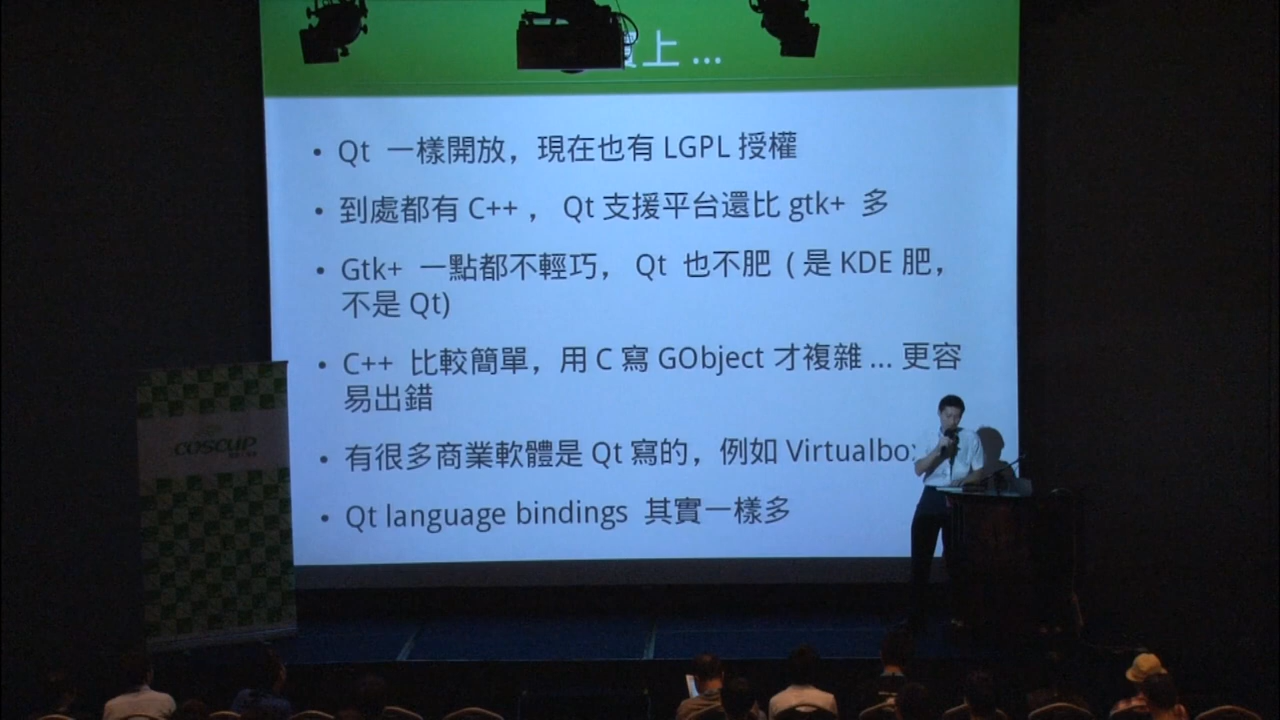 上 ...
• Qt 一樣開放，現在也有 LGPL 授權
• 到處都有 C++ ， Qt 支援平台還比 gtk+ 多
• Gtk+ 一點都不輕巧， Qt 也不肥 ( 是 KDE 肥，
不是 Qt)
• C++ 比較簡單，用 C 寫 GObject 才複雜 ... 更容
易出錯
• 有很多商業軟體是 Qt 寫的，例如 Virtualbo
• Qt language bindings 其實一樣多
COSCUP